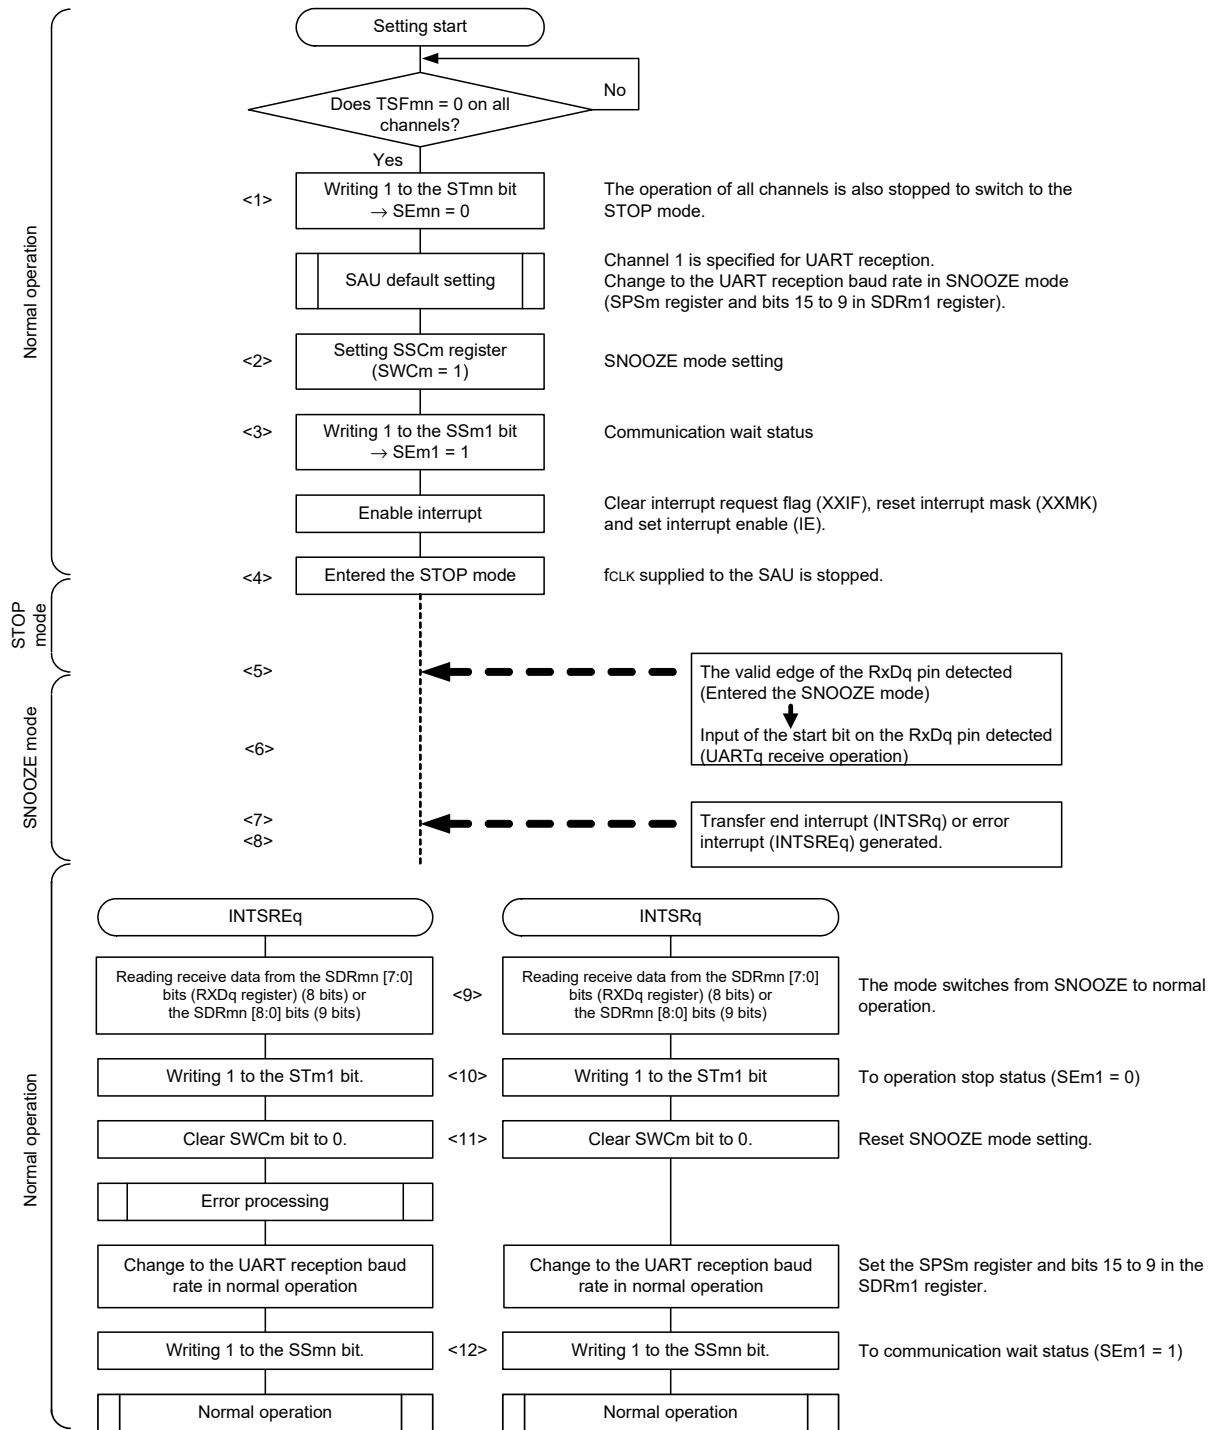 Setting start
No
Does TSFmn = 0 on all
channels?
Yes
Normal operation
<1>
Writing 1 to the STmn bit
→ SEmn = 0
The operation of all channels is also stopped to switch to the
STOP mode.
SAU default setting
Channel 1 is specified for UART reception.
Change to the UART reception baud rate in SNOOZE mode
(SPSm register and bits 15 to 9 in SDRm1 register).
<2>
Setting SSCm register
(SWCm = 1)
SNOOZE mode setting
<3>
Writing 1 to the SSm1 bit
→ SEm1 = 1
Communication wait status
Enable interrupt
Clear interrupt request flag (XXIF), reset interrupt mask (XXMK)
and set interrupt enable (IE).
<4>
Entered the STOP mode
fCLK supplied to the SAU is stopped.
STOP
mode
<5>
The valid edge of the RxDq pin detected
(Entered the SNOOZE mode)
SNOOZE mode
<6>
Input of the start bit on the RxDq pin detected
(UARTq receive operation)
<7>
<8>
Transfer end interrupt (INTSRq) or error
interrupt (INTSREq) generated.
Normal operation
INTSREq
INTSRq
Reading receive data from the SDRmn [7:0]
bits (RXDq register) (8 bits) or
the SDRmn [8:0] bits (9 bits)
<9>
Reading receive data from the SDRmn [7:0]
bits (RXDq register) (8 bits) or
the SDRmn [8:0] bits (9 bits)
The mode switches from SNOOZE to normal
operation.
Writing 1 to the STm1 bit.
<10>
Writing 1 to the STm1 bit
To operation stop status (SEm1 = 0)
Clear SWCm bit to 0.
<11>
Clear SWCm bit to 0.
Reset SNOOZE mode setting.
Error processing
Change to the UART reception baud
rate in normal operation
Change to the UART reception baud
rate in normal operation
Set the SPSm register and bits 15 to 9 in the
SDRm1 register.
Writing 1 to the SSmn bit.
<12>
Writing 1 to the SSmn bit.
To communication wait status (SEm1 = 1)
Normal operation
Normal operation